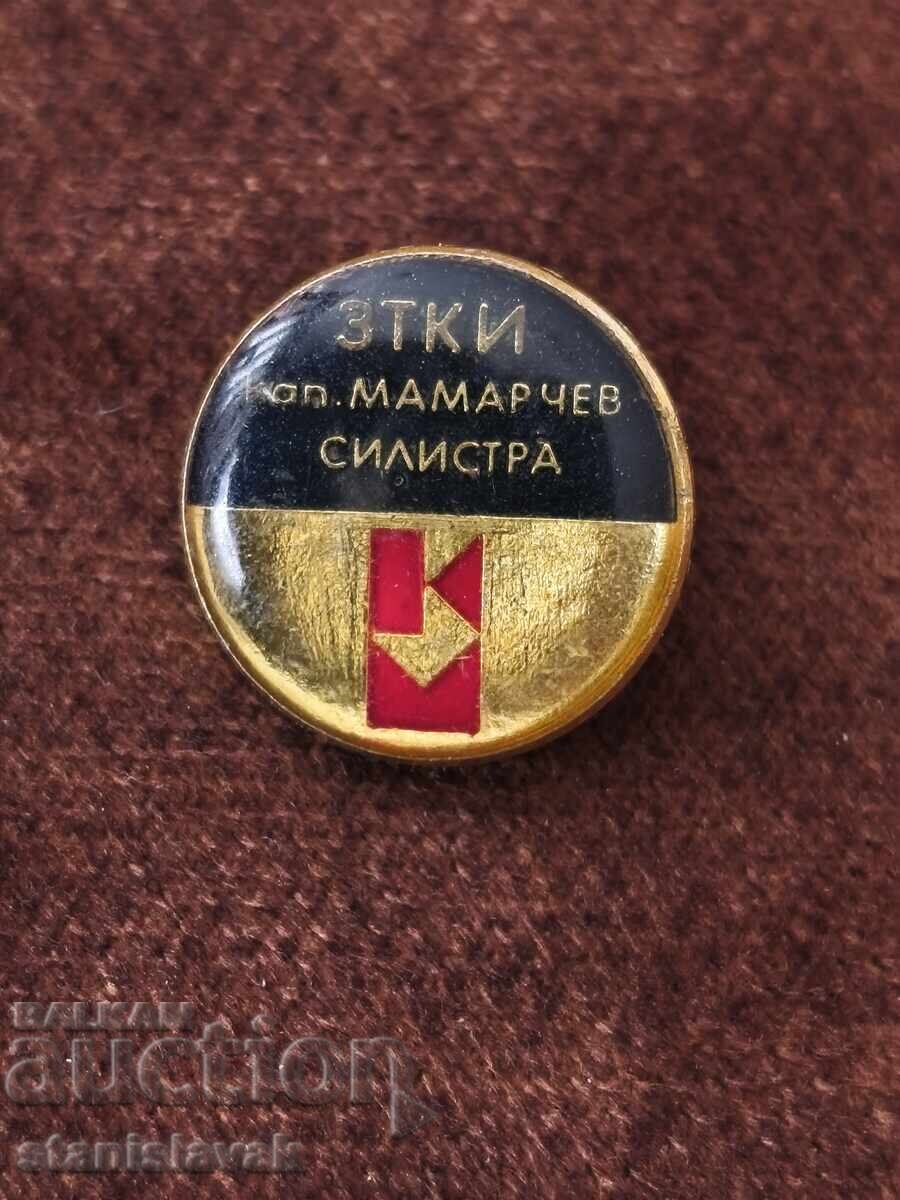 ЗТКИ
кап. МАМАРЧЕВ
СИЛИСТРА
BALKAN
auction
stanislavak